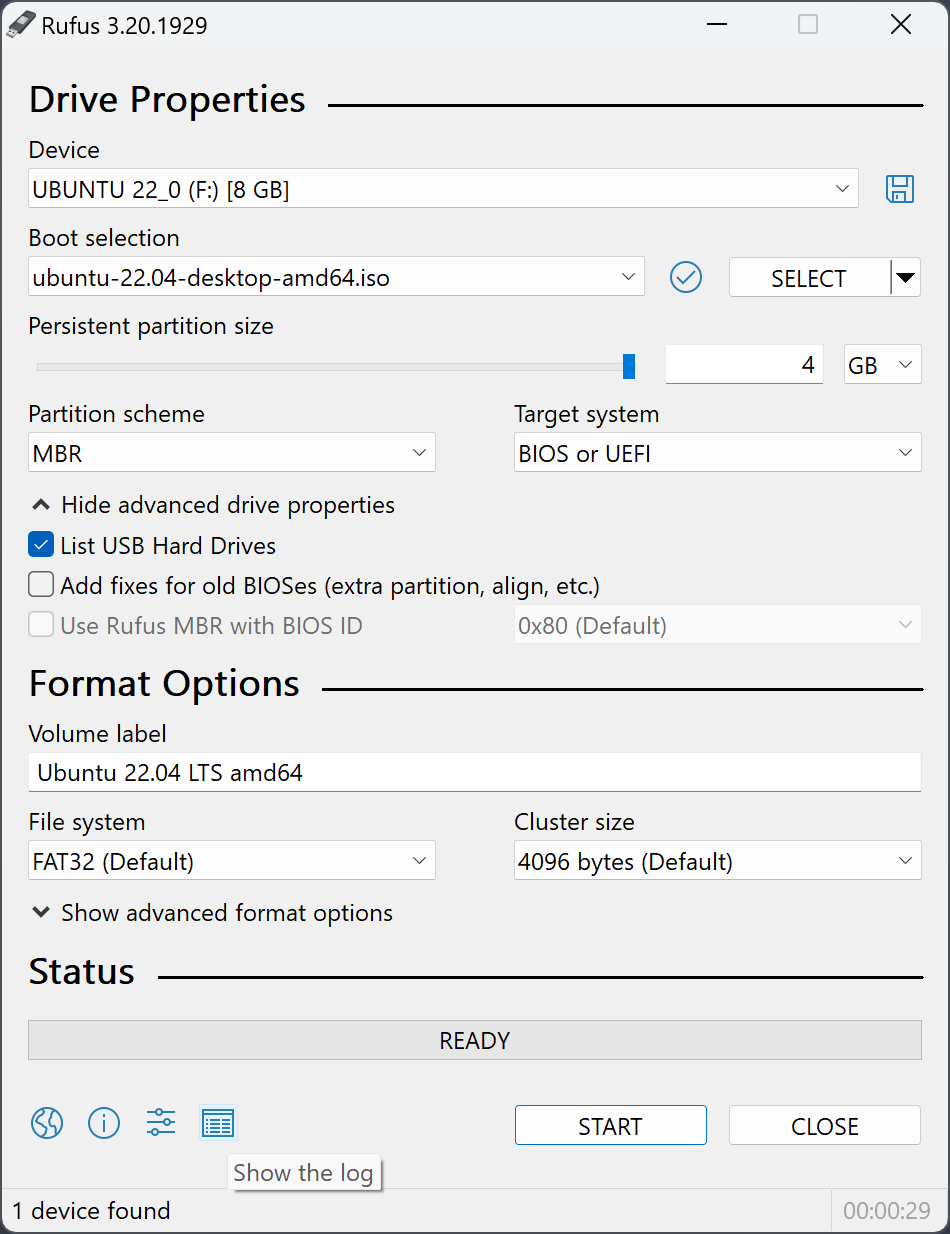 Rufus 3.20.1929
Drive Properties
Device
UBUNTU 22_0 (F:) [8 GB]
Boot selection
ubuntu-22.04-desktop-amd64.iso
SELECT
Persistent partition size
4
GB
Partition scheme
Target system
MBR
BIOS or UEFI
Hide advanced drive properties
List USB Hard Drives
Add fixes for old BIOSes (extra partition, align, etc.)
Use Rufus MBR with BIOS ID
0x80 (Default)
Format Options
Volume label
Ubuntu 22.04 LTS amd64
File system
Cluster size
FAT32 (Default)
4096 bytes (Default)
Show advanced format options
Status
READY
START
CLOSE
Show the log
1 device found
00:00:29